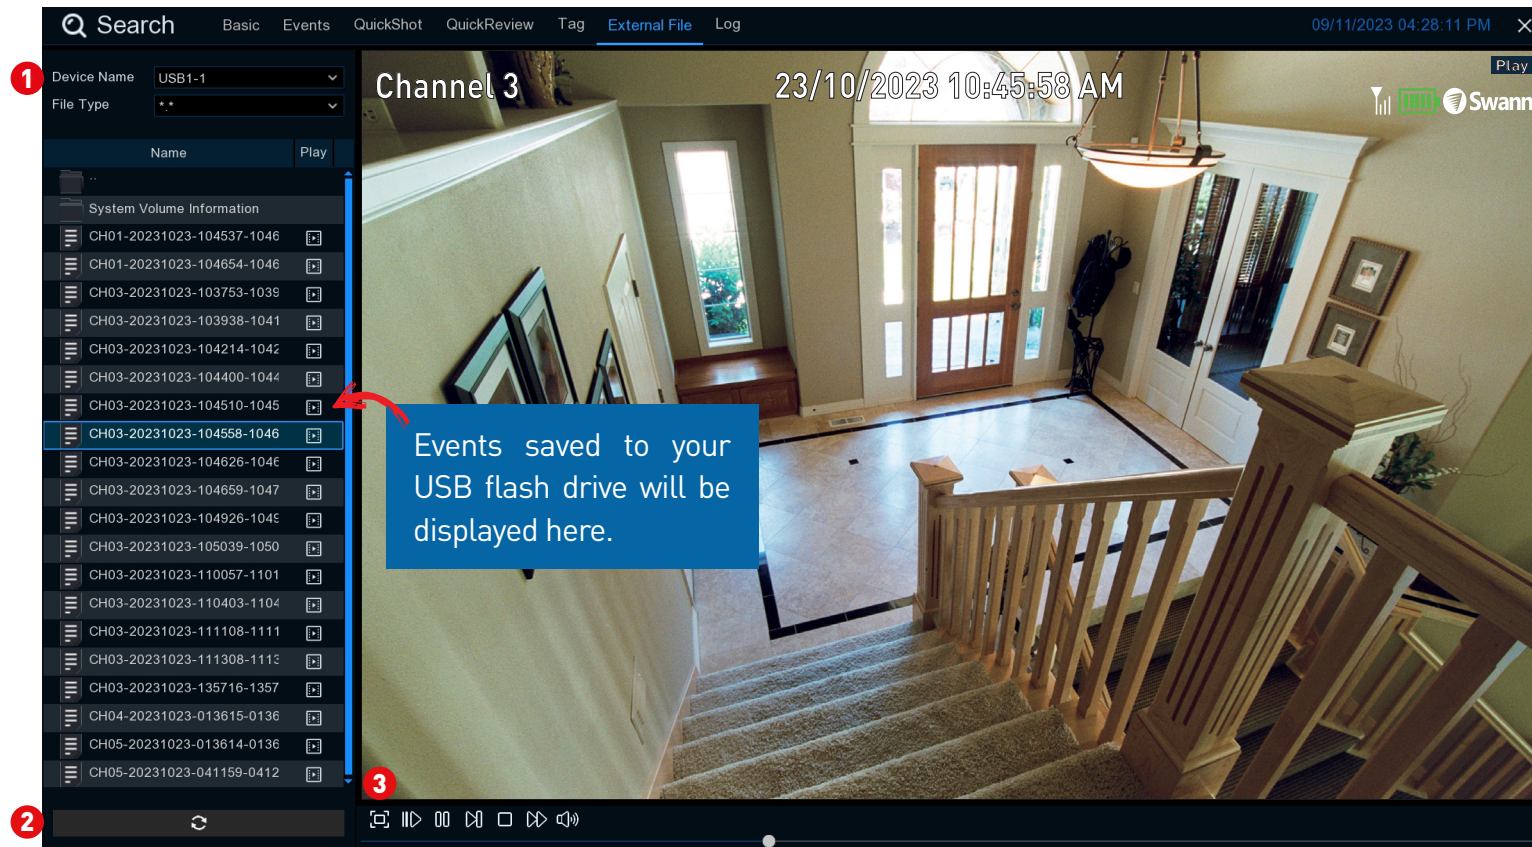 Search Basic Events QuickShot QuickReview Tag External File Log 09/11/2023 04:28:11 PM
1 Device Name USB1-1
File Type *.*
Name Play
..
System Volume Information
CH01-20231023-104537-1046
CH01-20231023-104654-1046
CH03-20231023-103753-1039
CH03-20231023-103938-1041
CH03-20231023-104214-1042
CH03-20231023-104400-1044
CH03-20231023-104510-1045
CH03-20231023-104558-1046
CH03-20231023-104626-1046
CH03-20231023-104659-1047
CH03-20231023-104926-1049
CH03-20231023-105039-1050
CH03-20231023-110057-1101
CH03-20231023-110403-1104
CH03-20231023-111108-1111
CH03-20231023-111308-1113
CH03-20231023-135716-1357
CH04-20231023-013615-0136
CH05-20231023-013614-0136
CH05-20231023-041159-0412
2
Play
Channel 3 23/10/2023 10:45:58 AM
Swann
Events saved to your
USB flash drive will be
displayed here.
3